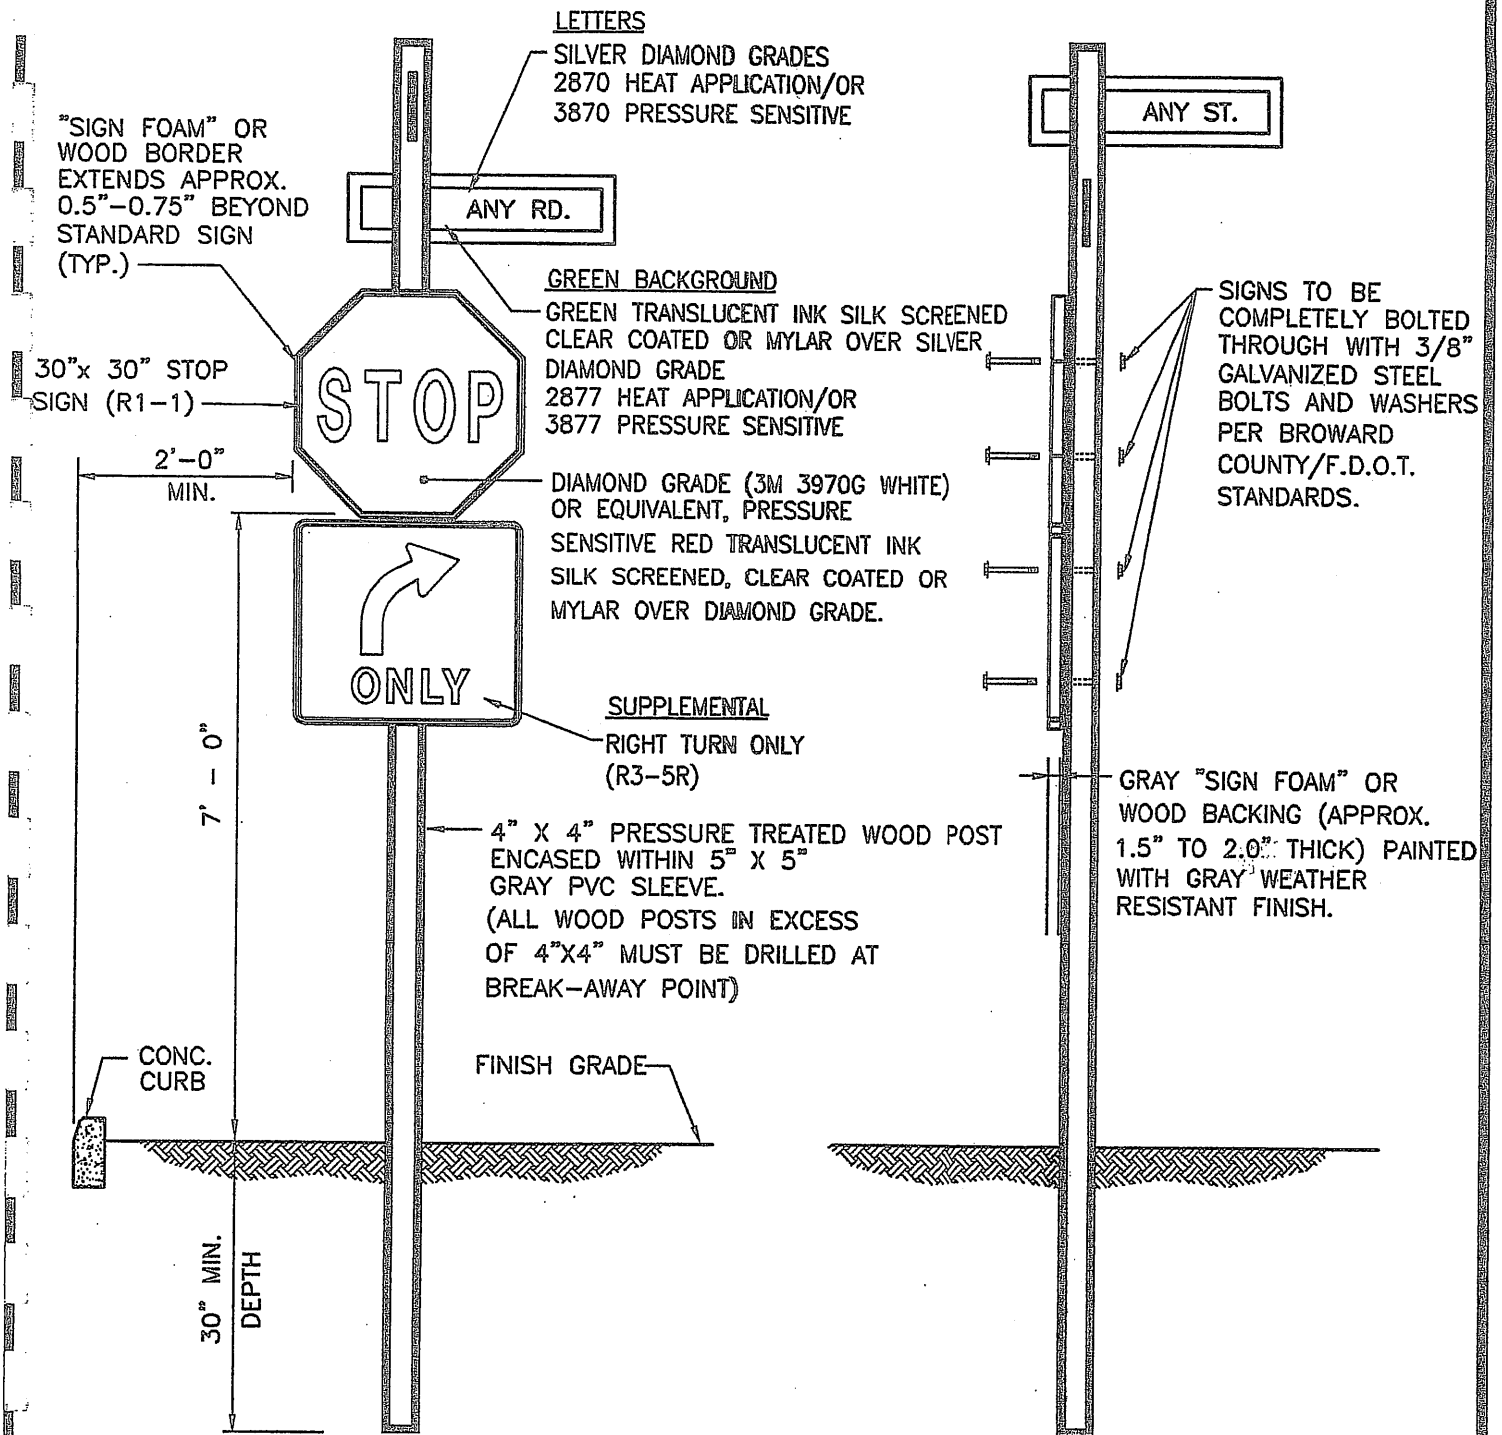 LETTERS
SILVER DIAMOND GRADES
2870 HEAT APPLICATION/OR
3870 PRESSURE SENSITIVE
"SIGN FOAM" OR
WOOD BORDER
EXTENDS APPROX.
0.5"-0.75" BEYOND
STANDARD SIGN
(TYP.)
ANY RD.
ANY ST.
GREEN BACKGROUND
GREEN TRANSLUCENT INK SILK SCREENED
CLEAR COATED OR MYLAR OVER SILVER
DIAMOND GRADE
2877 HEAT APPLICATION/OR
3877 PRESSURE SENSITIVE
30"x 30" STOP
SIGN (R1-1)
STOP
SIGNS TO BE
COMPLETELY BOLTED
THROUGH WITH 3/8"
GALVANIZED STEEL
BOLTS AND WASHERS
PER BROWARD
COUNTY/F.D.O.T.
STANDARDS.
2'-0"
MIN.
DIAMOND GRADE (3M 3970G WHITE)
OR EQUIVALENT, PRESSURE
SENSITIVE RED TRANSLUCENT INK
SILK SCREENED, CLEAR COATED OR
MYLAR OVER DIAMOND GRADE.
ONLY
SUPPLEMENTAL
RIGHT TURN ONLY
(R3-5R)
7' - 0"
4" X 4" PRESSURE TREATED WOOD POST
ENCASED WITHIN 5" X 5"
GRAY PVC SLEEVE.
(ALL WOOD POSTS IN EXCESS
OF 4"X4" MUST BE DRILLED AT
BREAK-AWAY POINT)
GRAY "SIGN FOAM" OR
WOOD BACKING (APPROX.
1.5" TO 2.0" THICK) PAINTED
WITH GRAY WEATHER
RESISTANT FINISH.
CONC.
CURB
FINISH GRADE
30" MIN.
DEPTH